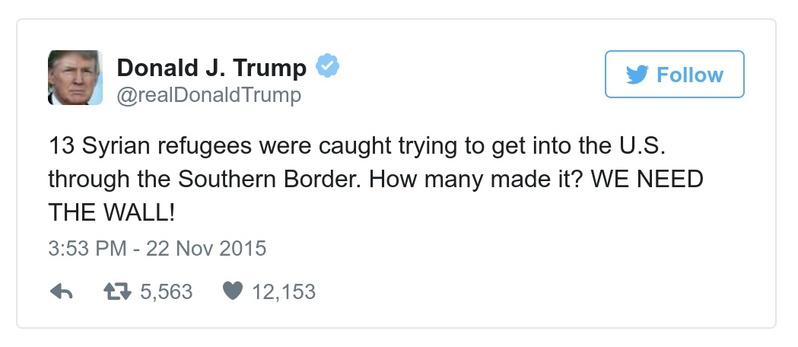 Donald J. Trump
@realDonaldTrump
Follow
13 Syrian refugees were caught trying to get into the U.S.
through the Southern Border. How many made it? WE NEED
THE WALL!
3:53 PM - 22 Nov 2015
5,563 12,153